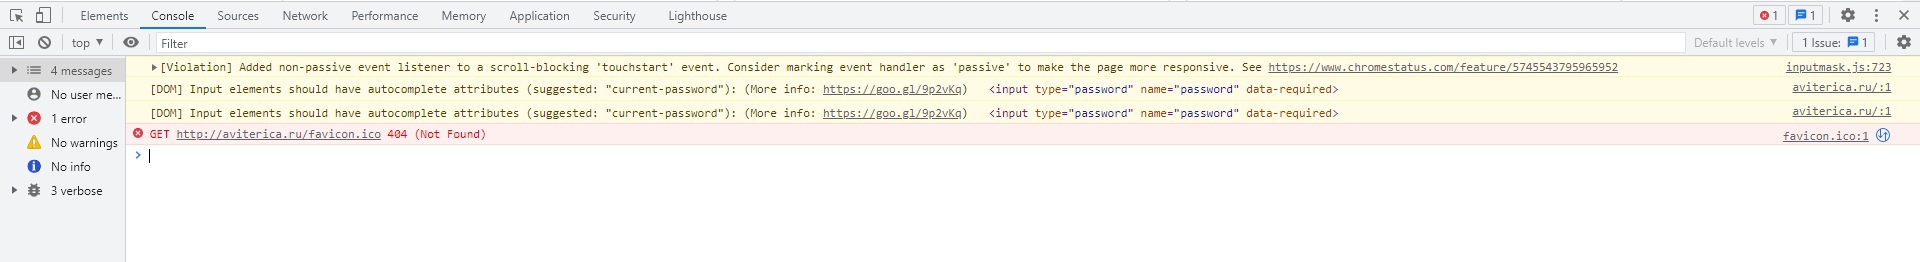 Elements Console Sources Network Performance Memory Application Security Lighthouse 1 1
top Filter Default levels 1 Issue: 1
4 messages
No user me...
1 error
No warnings
No info
3 verbose
[Violation] Added non-passive event listener to a scroll-blocking 'touchstart' event. Consider marking event handler as 'passive' to make the page more responsive. See https://www.chromestatus.com/feature/5745543795965952 inputmask.js:723
[DOM] Input elements should have autocomplete attributes (suggested: "current-password"): (More info: https://goo.gl/9p2vKq) <input type="password" name="password" data-required> aviterica.ru/:1
[DOM] Input elements should have autocomplete attributes (suggested: "current-password"): (More info: https://goo.gl/9p2vKq) <input type="password" name="password" data-required> aviterica.ru/:1
GET http://aviterica.ru/favicon.ico 404 (Not Found) favicon.ico:1